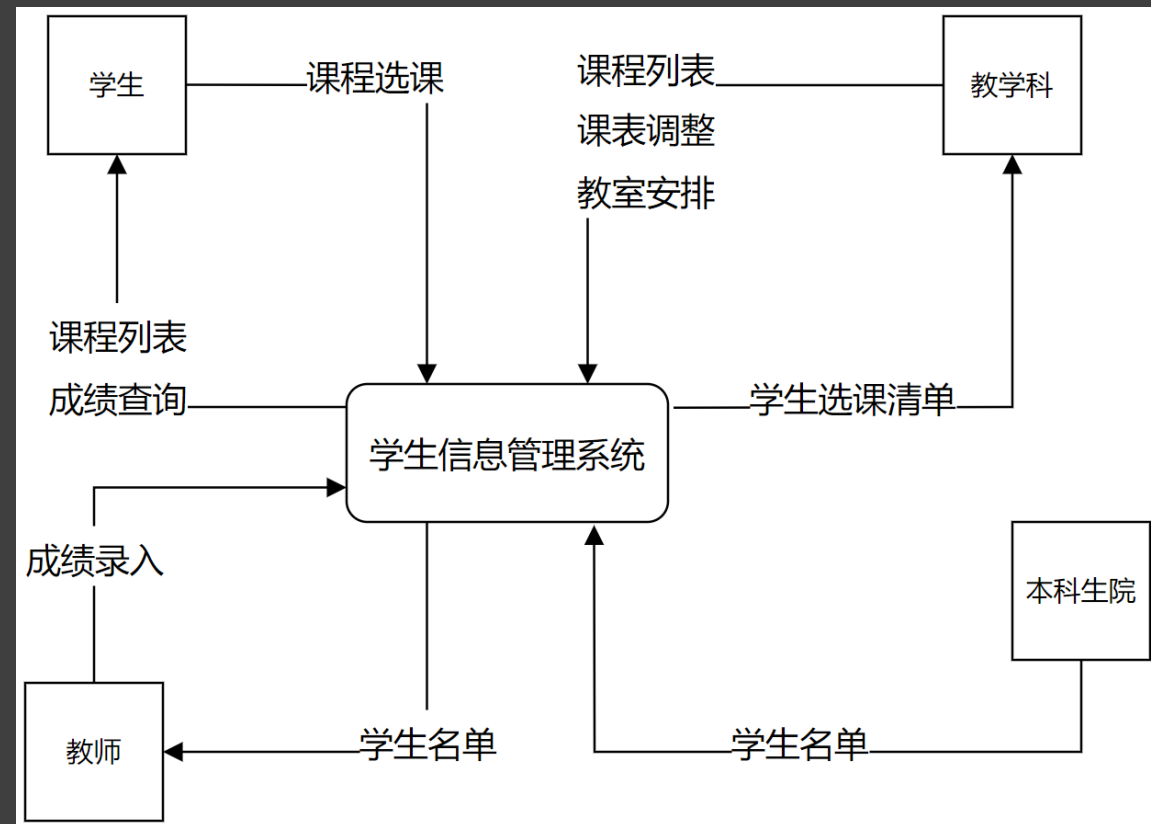 学生
课程选课
课程列表
课表调整
教室安排
教学科
课程列表
成绩查询
学生选课清单
学生信息管理系统
成绩录入
本科生院
教师
学生名单
学生名单